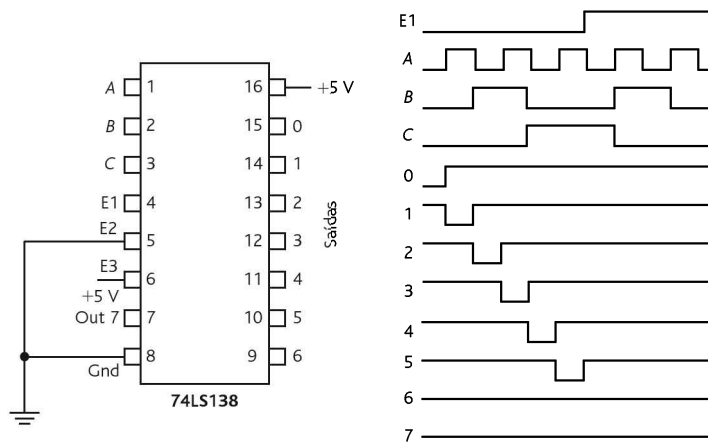 A 1 16 +5 V
B 2 15 0
C 3 14 1
E1 4 13 2
E2 5 12 3
E3 6 11 4
+5 V
Out 7 7 10 5
Gnd 8 9 6
Saídas
74LS138
E1
A
B
C
0
1
2
3
4
5
6
7